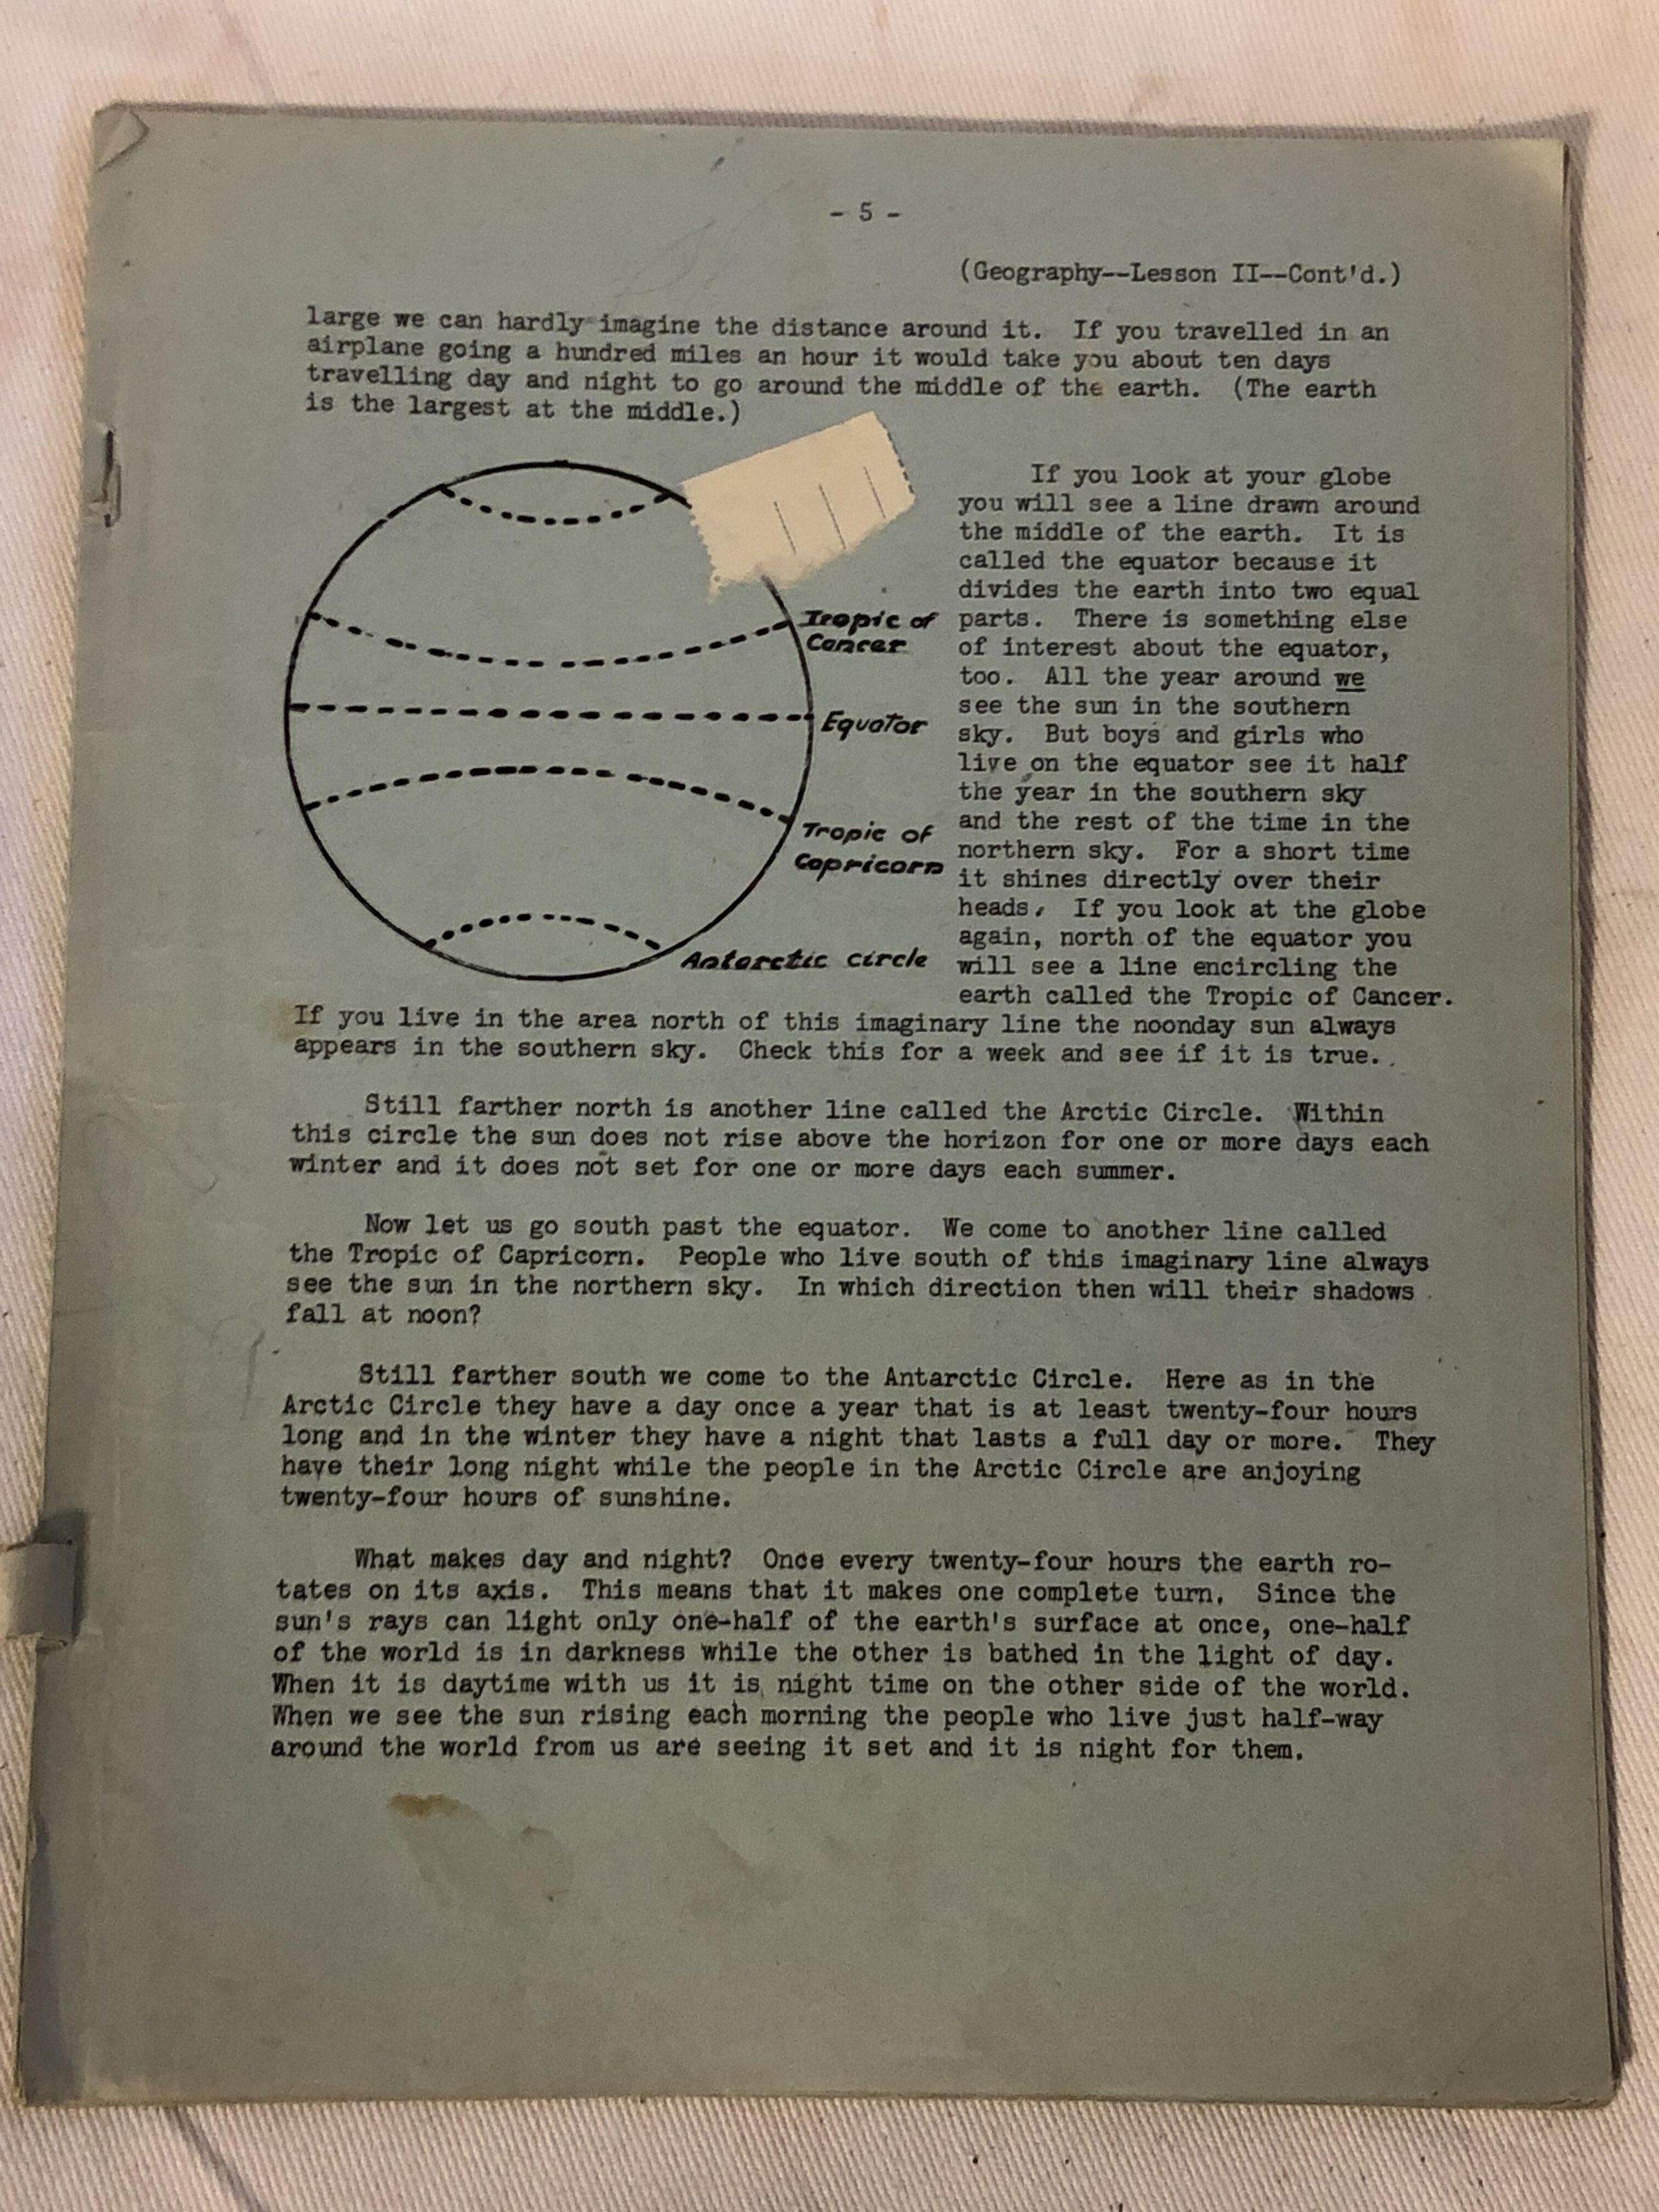 - 5 -
(Geography--Lesson II--Cont'd.)
large we can hardly imagine the distance around it. If you travelled in an
airplane going a hundred miles an hour it would take you about ten days
travelling day and night to go around the middle of the earth. (The earth
is the largest at the middle.)
Tropic of
Cancer
Equator
Tropic of
Capricorn
Antarctic circle
If you look at your globe
you will see a line drawn around
the middle of the earth. It is
called the equator because it
divides the earth into two equal
parts. There is something else
of interest about the equator,
too. All the year around we
see the sun in the southern
sky. But boys and girls who
live on the equator see it half
the year in the southern sky
and the rest of the time in the
northern sky. For a short time
it shines directly over their
heads. If you look at the globe
again, north of the equator you
will see a line encircling the
earth called the Tropic of Cancer.
If you live in the area north of this imaginary line the noonday sun always
appears in the southern sky. Check this for a week and see if it is true.
Still farther north is another line called the Arctic Circle. Within
this circle the sun does not rise above the horizon for one or more days each
winter and it does not set for one or more days each summer.
Now let us go south past the equator. We come to another line called
the Tropic of Capricorn. People who live south of this imaginary line always
see the sun in the northern sky. In which direction then will their shadows
fall at noon?
Still farther south we come to the Antarctic Circle. Here as in the
Arctic Circle they have a day once a year that is at least twenty-four hours
long and in the winter they have a night that lasts a full day or more. They
have their long night while the people in the Arctic Circle are anjoying
twenty-four hours of sunshine.
What makes day and night? Once every twenty-four hours the earth ro-
tates on its axis. This means that it makes one complete turn. Since the
sun's rays can light only one-half of the earth's surface at once, one-half
of the world is in darkness while the other is bathed in the light of day.
When it is daytime with us it is night time on the other side of the world.
When we see the sun rising each morning the people who live just half-way
around the world from us are seeing it set and it is night for them.